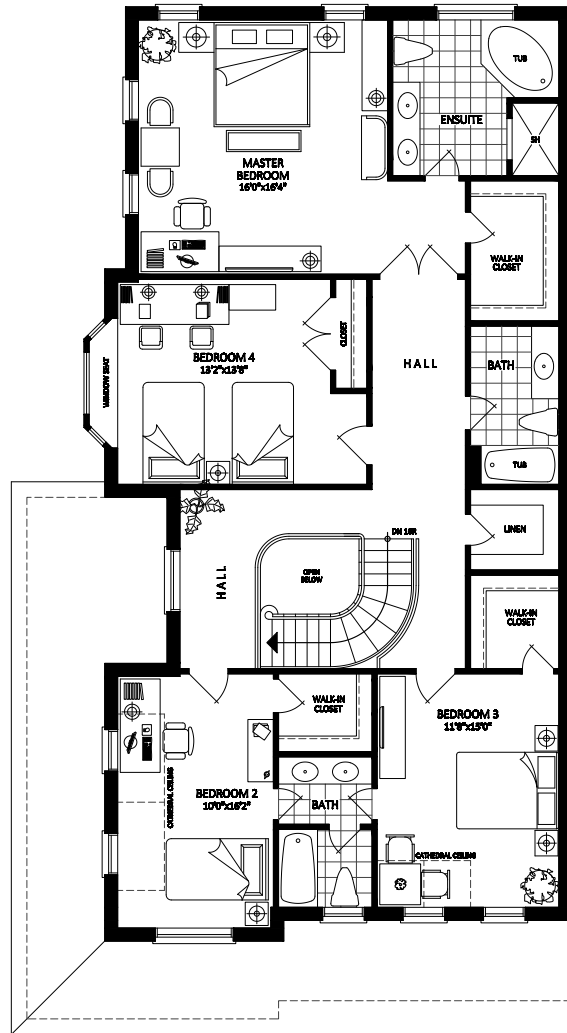 TUB
ENSUITE
SH
MASTER
BEDROOM
16'0"x16'4"
WALK-IN
CLOSET
CLOSET
BEDROOM 4
13'2"x13'8"
WINDOW SEAT
HALL
BATH
TUB
DN 16R
LINEN
OPEN
BELOW
HALL
WALK-IN
CLOSET
WALK-IN
CLOSET
BEDROOM 3
11'8"x13'0"
BEDROOM 2
10'0"x16'2"
CATHEDRAL CEILING
BATH
CATHEDRAL CEILING